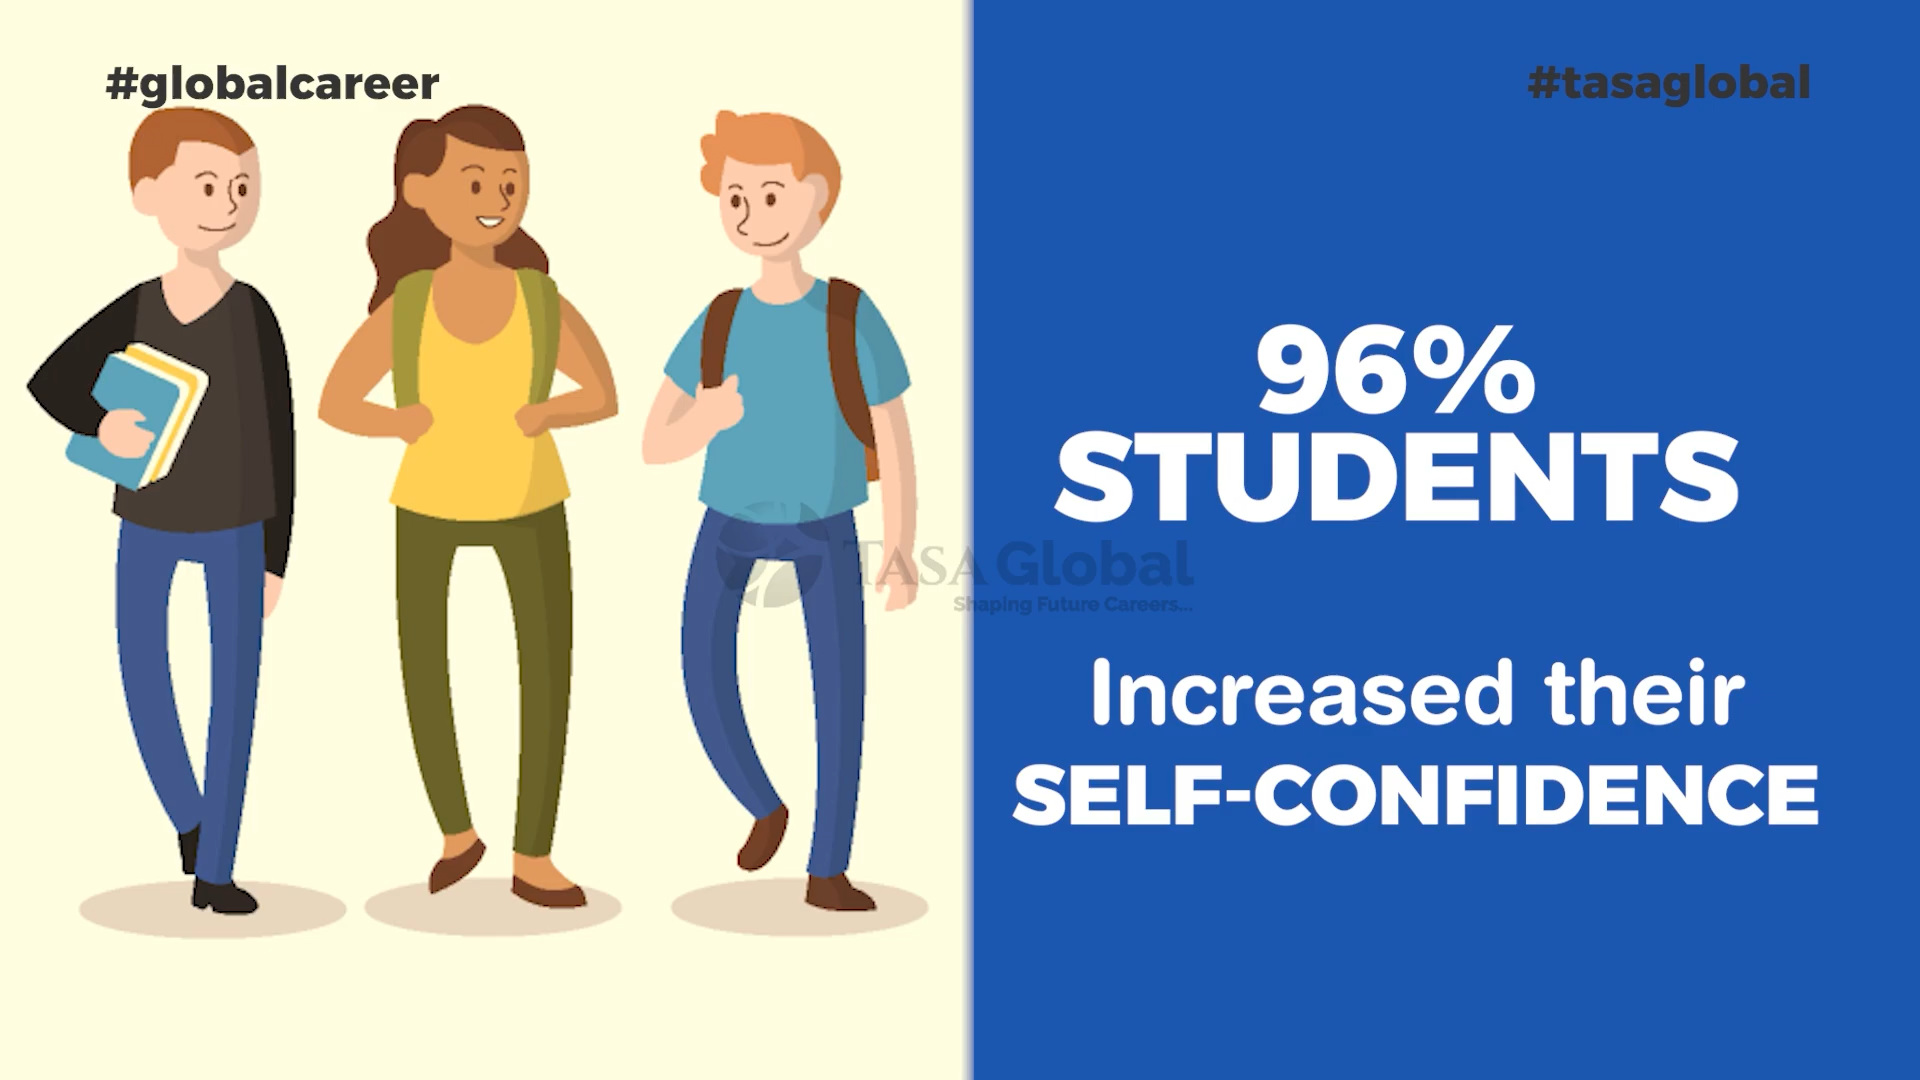 #globalcareer
#tasaglobal
96%
STUDENTS
TASA Global
Shaping Future Careers...
Increased their
SELF-CONFIDENCE